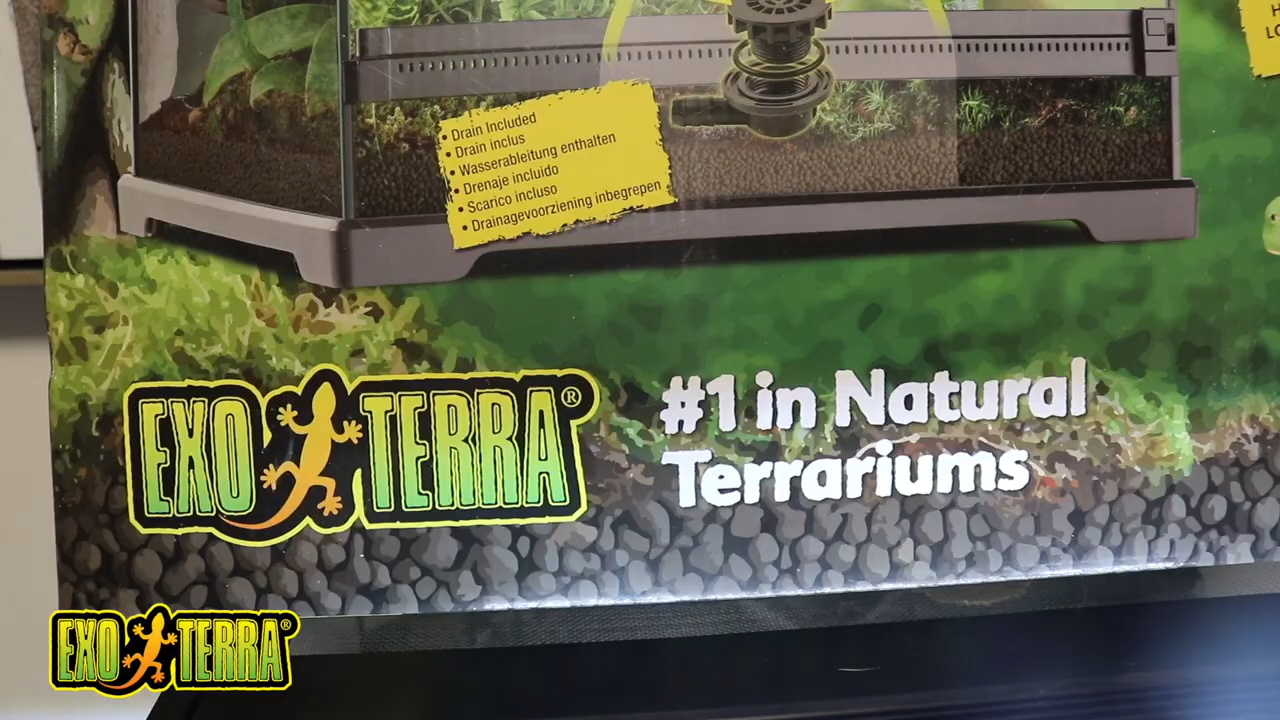 • Drain Included
• Drain inclus
• Wasserableitung enthalten
• Drenaje incluido
• Scarico incluso
• Drainagevoorziening inbegrepen
EXO TERRA®
#1 in Natural
Terrariums
EXO TERRA®